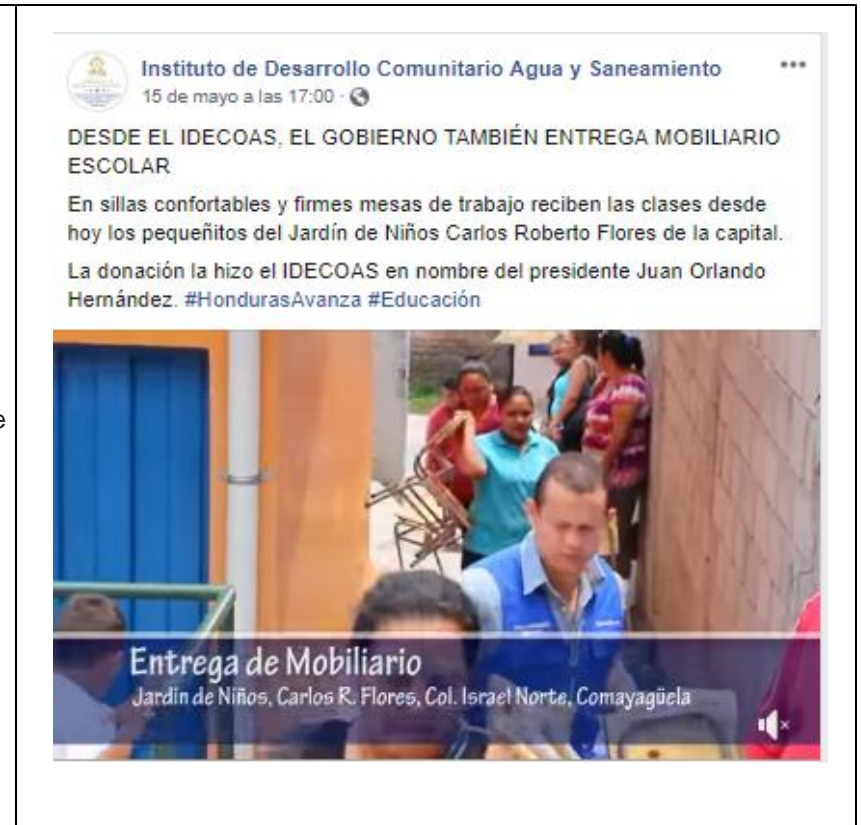 Instituto de Desarrollo Comunitario Agua y Saneamiento
15 de mayo a las 17:00 ·
DESDE EL IDECOAS, EL GOBIERNO TAMBIÉN ENTREGA MOBILIARIO
ESCOLAR
En sillas confortables y firmes mesas de trabajo reciben las clases desde
hoy los pequeñitos del Jardín de Niños Carlos Roberto Flores de la capital.
La donación la hizo el IDECOAS en nombre del presidente Juan Orlando
Hernández. #HondurasAvanza #Educación
e
Entrega de Mobiliario
Jardin de Niños, Carlos R. Flores, Col. Israel Norte, Comayagüela